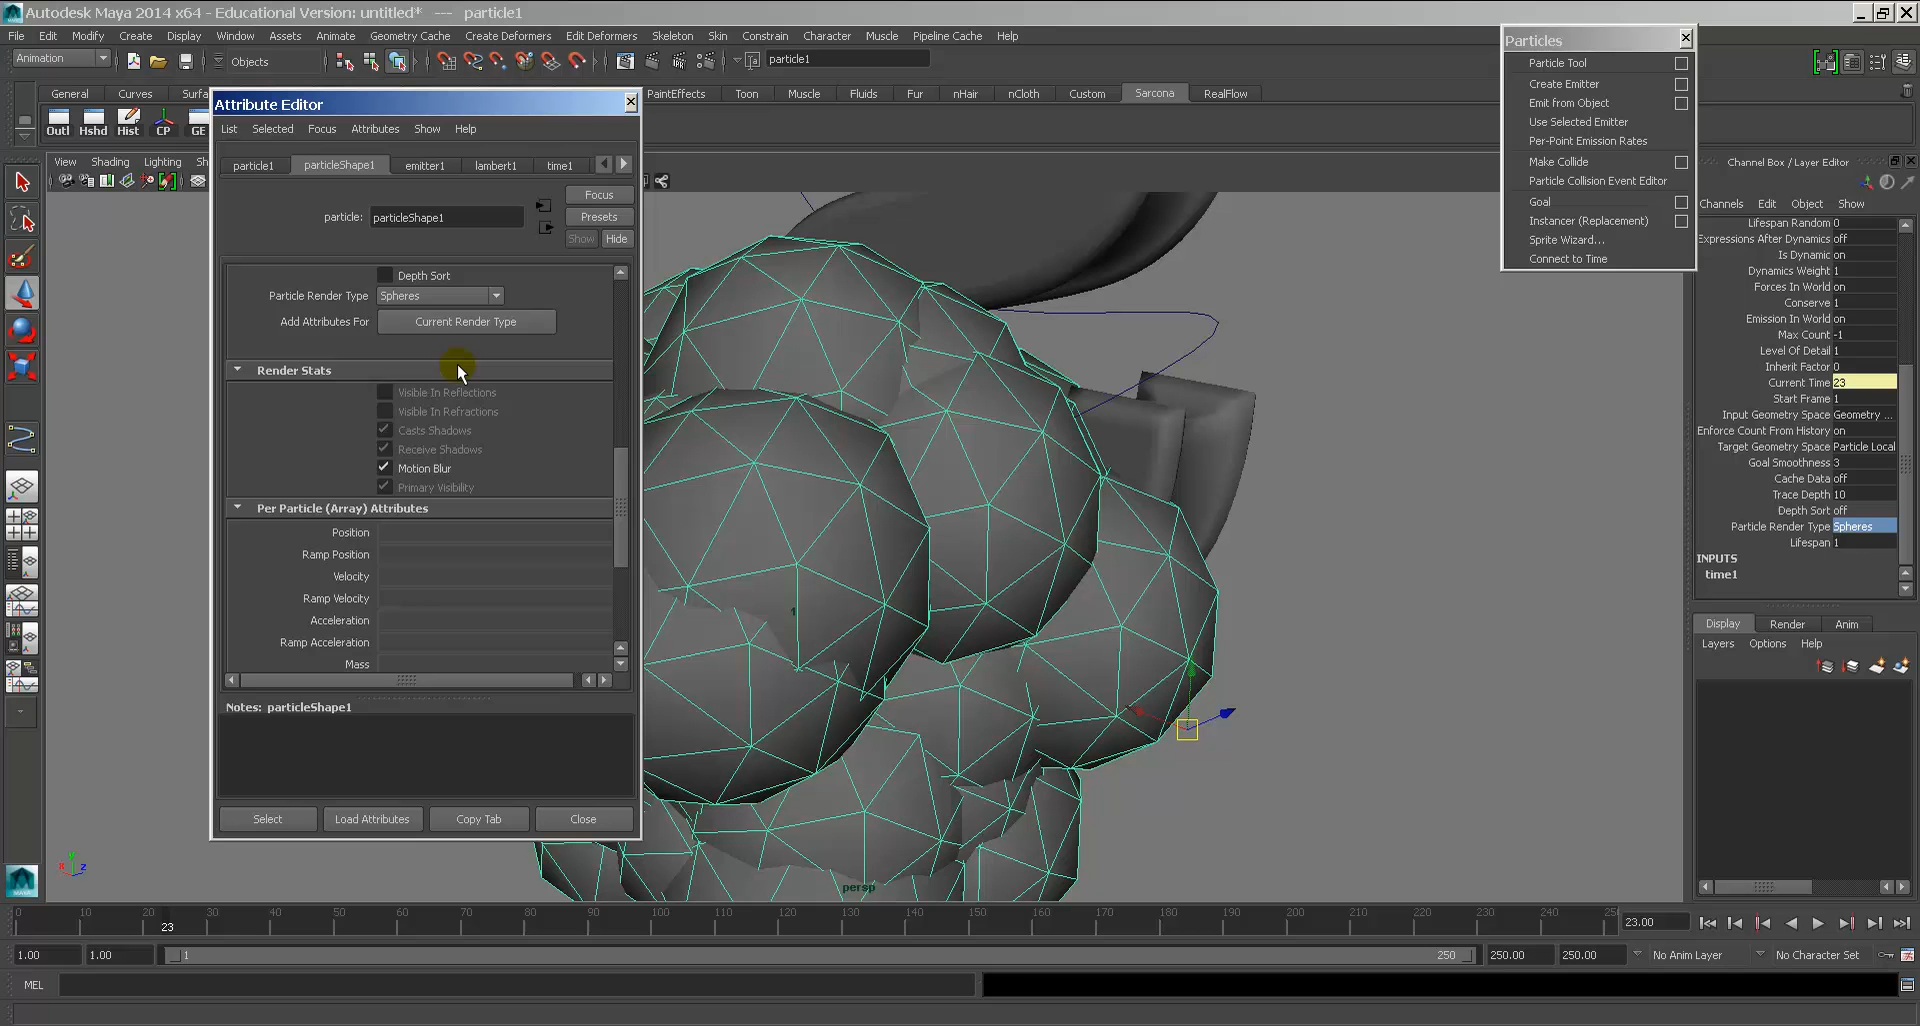 Autodesk Maya 2014 x64 - Educational Version: untitled* --- particle1
File Edit Modify Create Display Window Assets Animate Geometry Cache Create Deformers Edit Deformers Skeleton Skin Constrain Character Muscle Pipeline Cache Help
Animation Objects particle1
General Curves Surfa PaintEffects Toon Muscle Fluids Fur nHair nCloth Custom Sarcona RealFlow
Outl Hshd Hist CP GE
View Shading Lighting Sh
Attribute Editor
List Selected Focus Attributes Show Help
particle1 particleShape1 emitter1 lambert1 time1
Focus
particle: particleShape1 Presets
Show Hide
Depth Sort
Particle Render Type Spheres
Add Attributes For Current Render Type
Render Stats
Visible In Reflections
Visible In Refractions
Casts Shadows
Receive Shadows
Motion Blur
Primary Visibility
Per Particle (Array) Attributes
Position
Ramp Position
Velocity
Ramp Velocity
Acceleration
Ramp Acceleration
Mass
Notes: particleShape1
Select Load Attributes Copy Tab Close
Particles
Particle Tool
Create Emitter
Emit from Object
Use Selected Emitter
Per-Point Emission Rates
Make Collide
Particle Collision Event Editor
Goal
Instancer (Replacement)
Sprite Wizard...
Connect to Time
Channel Box / Layer Editor
Channels Edit Object Show
Lifespan Random 0
Expressions After Dynamics off
Is Dynamic on
Dynamics Weight 1
Forces In World on
Conserve 1
Emission In World on
Max Count -1
Level Of Detail 1
Inherit Factor 0
Current Time 23
Start Frame 1
Input Geometry Space Geometry ...
Enforce Count From History on
Target Geometry Space Particle Local
Goal Smoothness 3
Cache Data off
Trace Depth 10
Depth Sort off
Particle Render Type Spheres
Lifespan 1
INPUTS
time1
Display Render Anim
Layers Options Help
1
x z
persp
0 10 20 30 40 50 60 70 80 90 100 110 120 130 140 150 160 170 180 190 200 210 220 230 240 25
23
23.00
1.00 1.00 1 250 250.00 250.00 No Anim Layer No Character Set
MEL